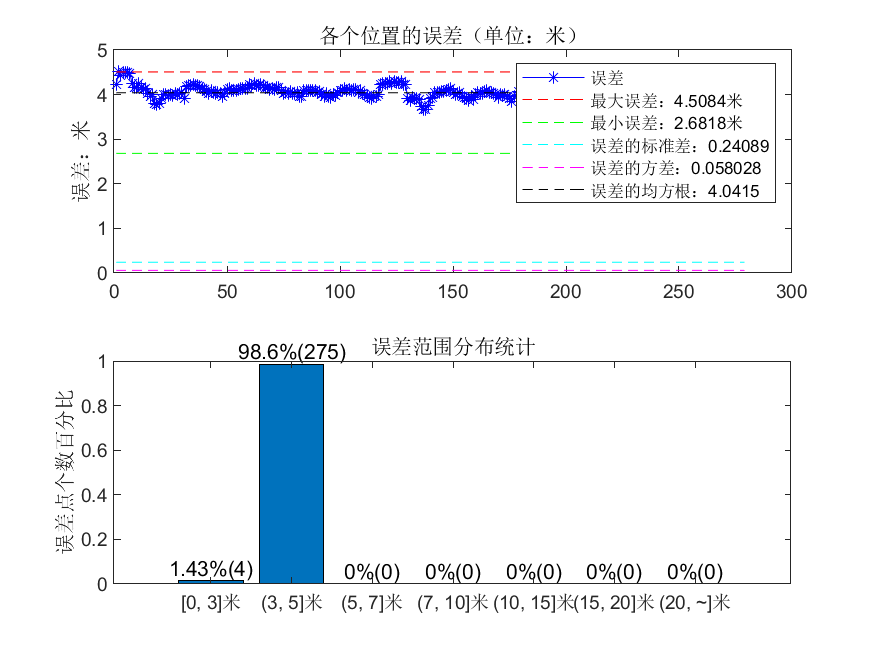 各个位置的误差（单位：米）
误差：米
5
4
3
2
1
0
0 50 100 150 200 250 300
误差
最大误差：4.5084米
最小误差：2.6818米
误差的标准差：0.24089
误差的方差：0.058028
误差的均方根：4.0415
误差范围分布统计
误差点个数百分比
1
0.8
0.6
0.4
0.2
0
1.43%(4) 98.6%(275) 0%(0) 0%(0) 0%(0) 0%(0) 0%(0)
[0, 3]米 (3, 5]米 (5, 7]米 (7, 10]米 (10, 15]米 (15, 20]米 (20, ~]米